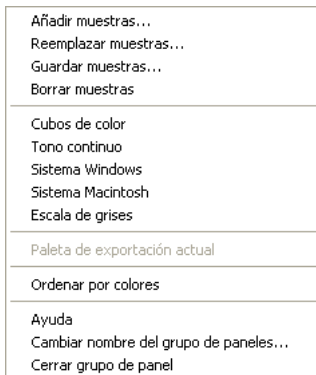 Añadir muestras...
Reemplazar muestras...
Guardar muestras...
Borrar muestras
Cubos de color
Tono continuo
Sistema Windows
Sistema Macintosh
Escala de grises
Paleta de exportación actual
Ordenar por colores
Ayuda
Cambiar nombre del grupo de paneles...
Cerrar grupo de panel